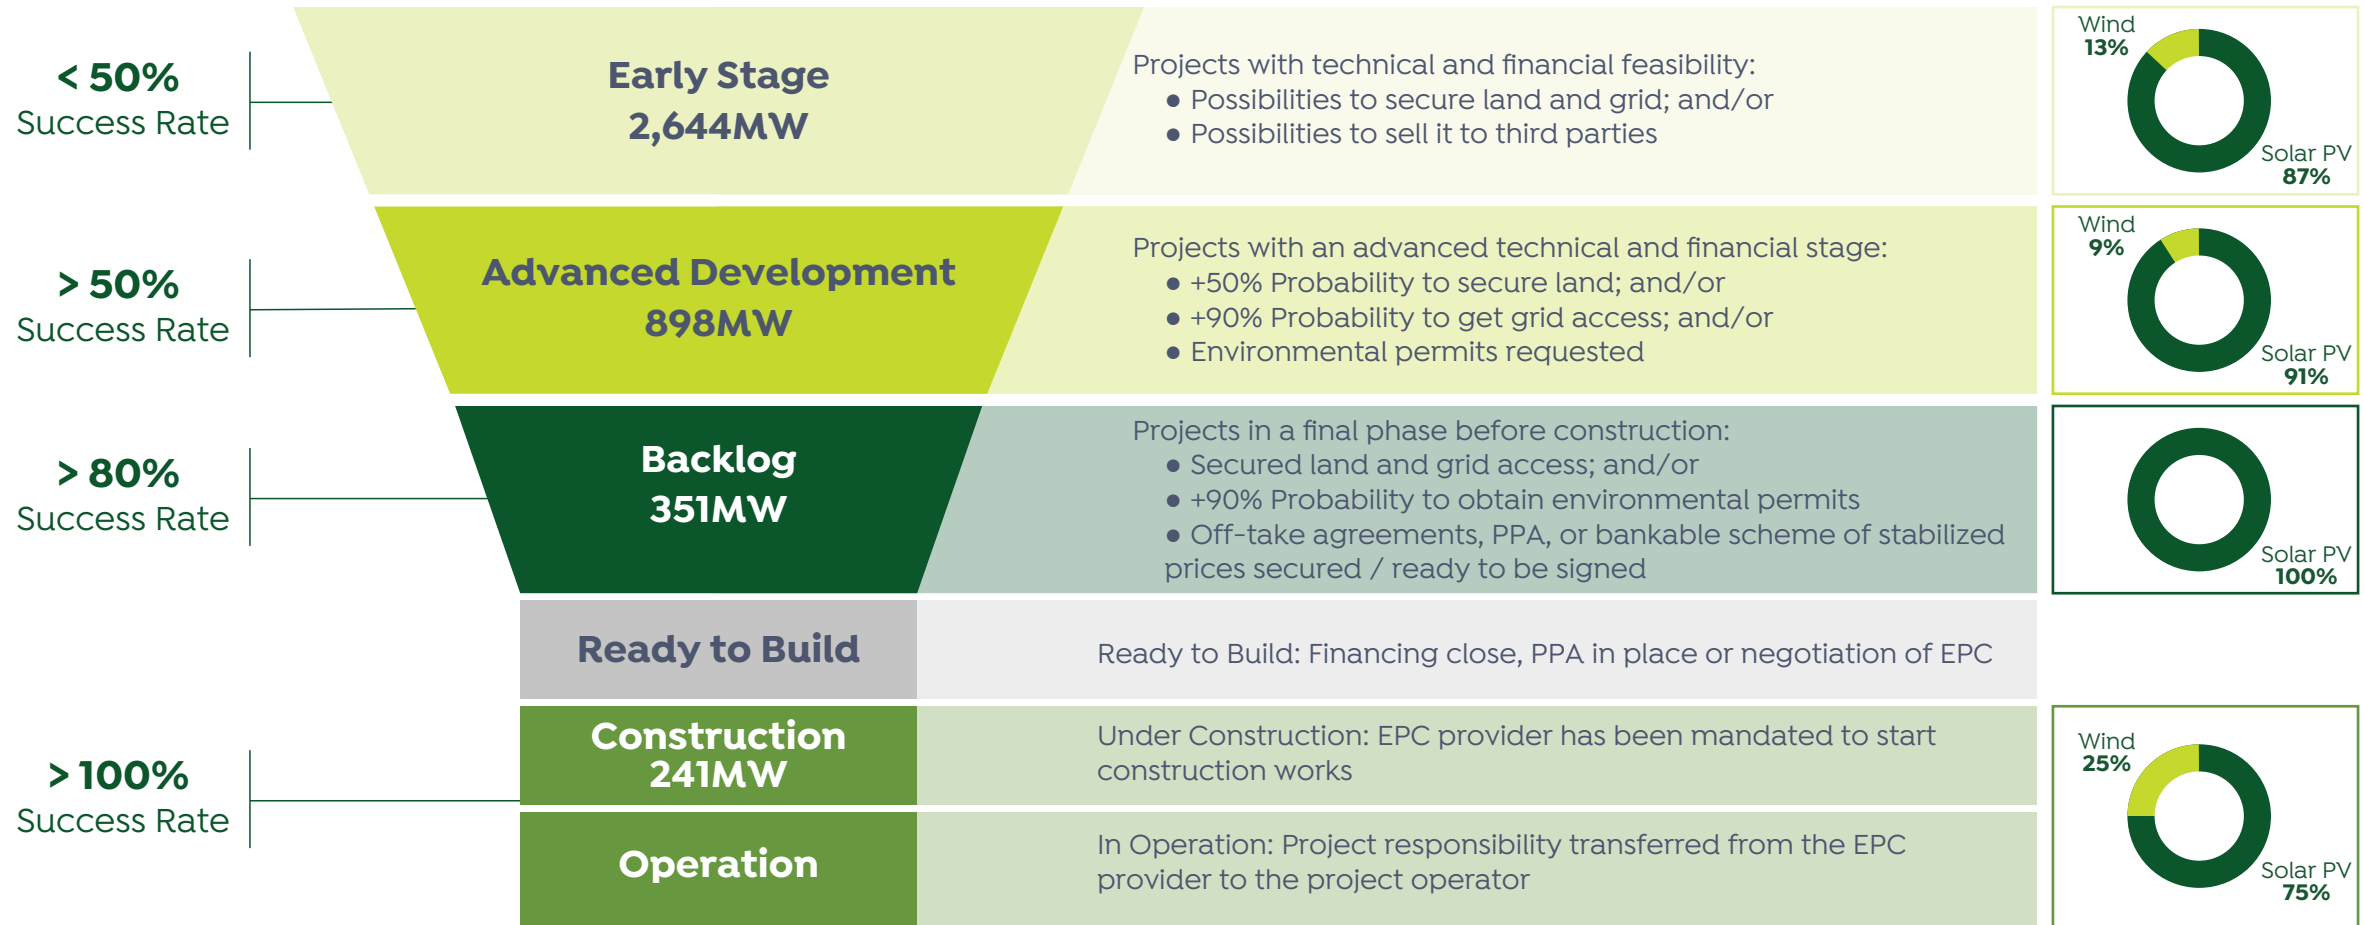 < 50%
Success Rate
Early Stage
2,644MW
Projects with technical and financial feasibility:
● Possibilities to secure land and grid; and/or
● Possibilities to sell it to third parties
Wind
13%
Solar PV
87%
> 50%
Success Rate
Advanced Development
898MW
Projects with an advanced technical and financial stage:
● +50% Probability to secure land; and/or
● +90% Probability to get grid access; and/or
● Environmental permits requested
Wind
9%
Solar PV
91%
> 80%
Success Rate
Backlog
351MW
Projects in a final phase before construction:
● Secured land and grid access; and/or
● +90% Probability to obtain environmental permits
● Off-take agreements, PPA, or bankable scheme of stabilized
prices secured / ready to be signed
Solar PV
100%
Ready to Build
Ready to Build: Financing close, PPA in place or negotiation of EPC
> 100%
Success Rate
Construction
241MW
Under Construction: EPC provider has been mandated to start
construction works
Operation
In Operation: Project responsibility transferred from the EPC
provider to the project operator
Wind
25%
Solar PV
75%